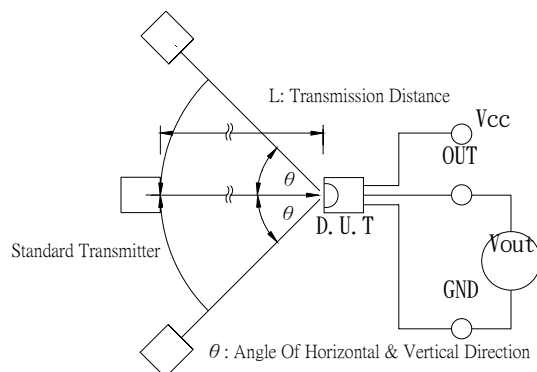 L: Transmission Distance
Vcc
OUT
θ
θ
D.U.T
Standard Transmitter
Vout
GND
θ: Angle Of Horizontal & Vertical Direction